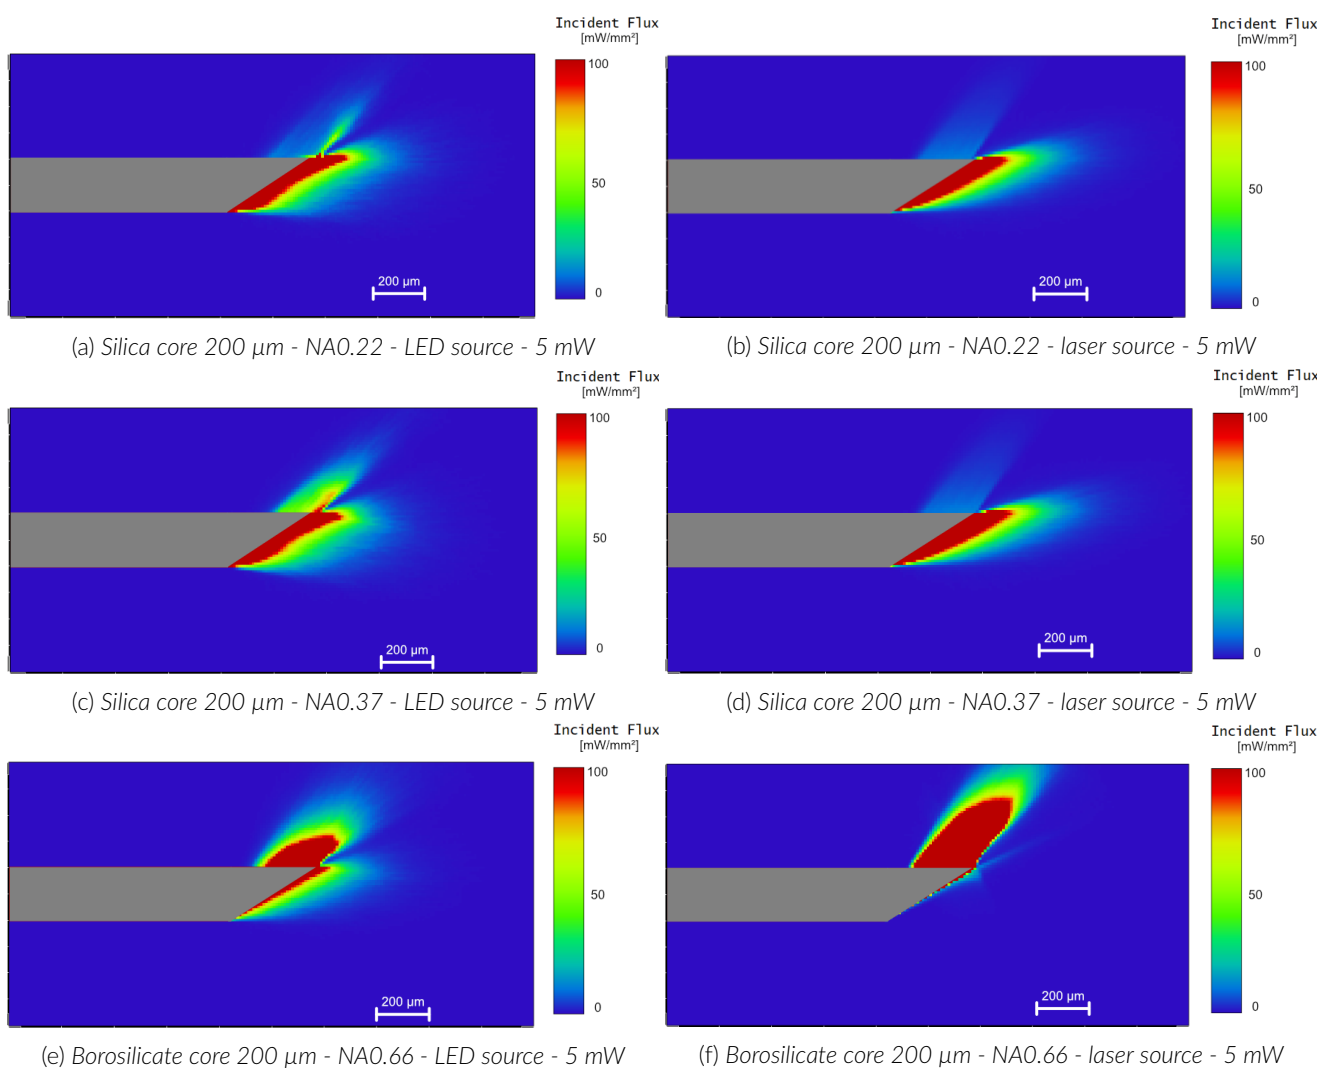 Incident Flux
[mW/mm²]
100
50
0
200 µm
(a) Silica core 200 µm - NA0.22 - LED source - 5 mW
Incident Flux
[mW/mm²]
100
50
0
200 µm
(b) Silica core 200 µm - NA0.22 - laser source - 5 mW
Incident Flux
[mW/mm²]
100
50
0
200 µm
(c) Silica core 200 µm - NA0.37 - LED source - 5 mW
Incident Flux
[mW/mm²]
100
50
0
200 µm
(d) Silica core 200 µm - NA0.37 - laser source - 5 mW
Incident Flux
[mW/mm²]
100
50
0
200 µm
(e) Borosilicate core 200 µm - NA0.66 - LED source - 5 mW
Incident Flux
[mW/mm²]
100
50
0
200 µm
(f) Borosilicate core 200 µm - NA0.66 - laser source - 5 mW